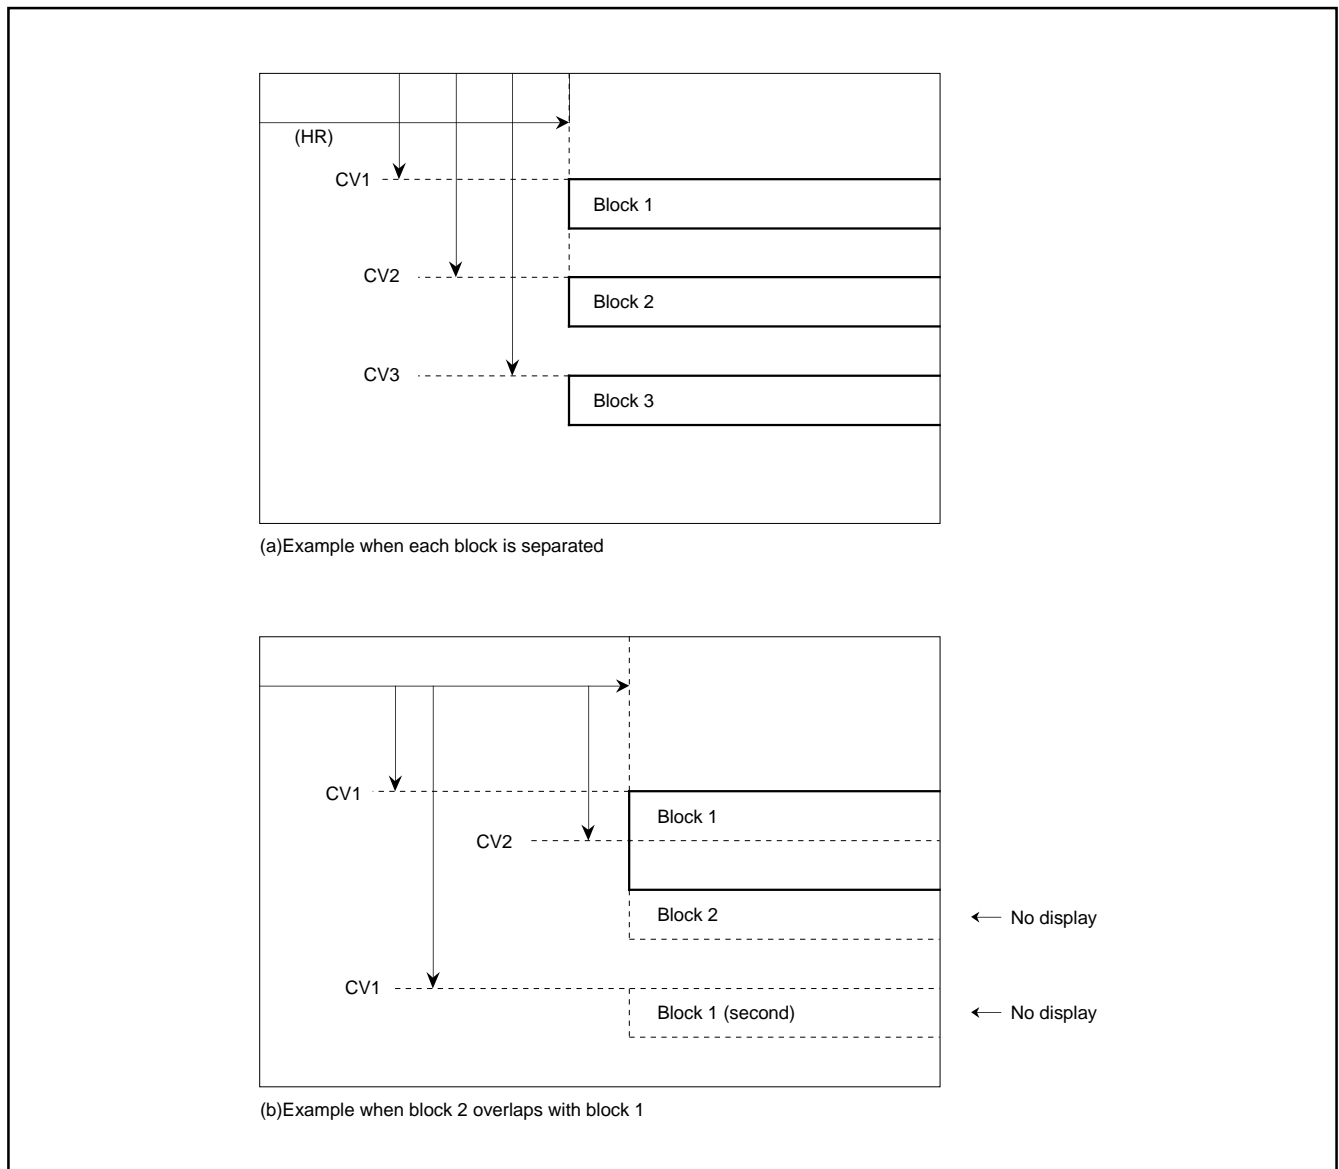 (HR)
CV1
Block 1
CV2
Block 2
CV3
Block 3
(a)Example when each block is separated
CV1
Block 1
CV2
Block 2
No display
CV1
Block 1 (second)
No display
(b)Example when block 2 overlaps with block 1